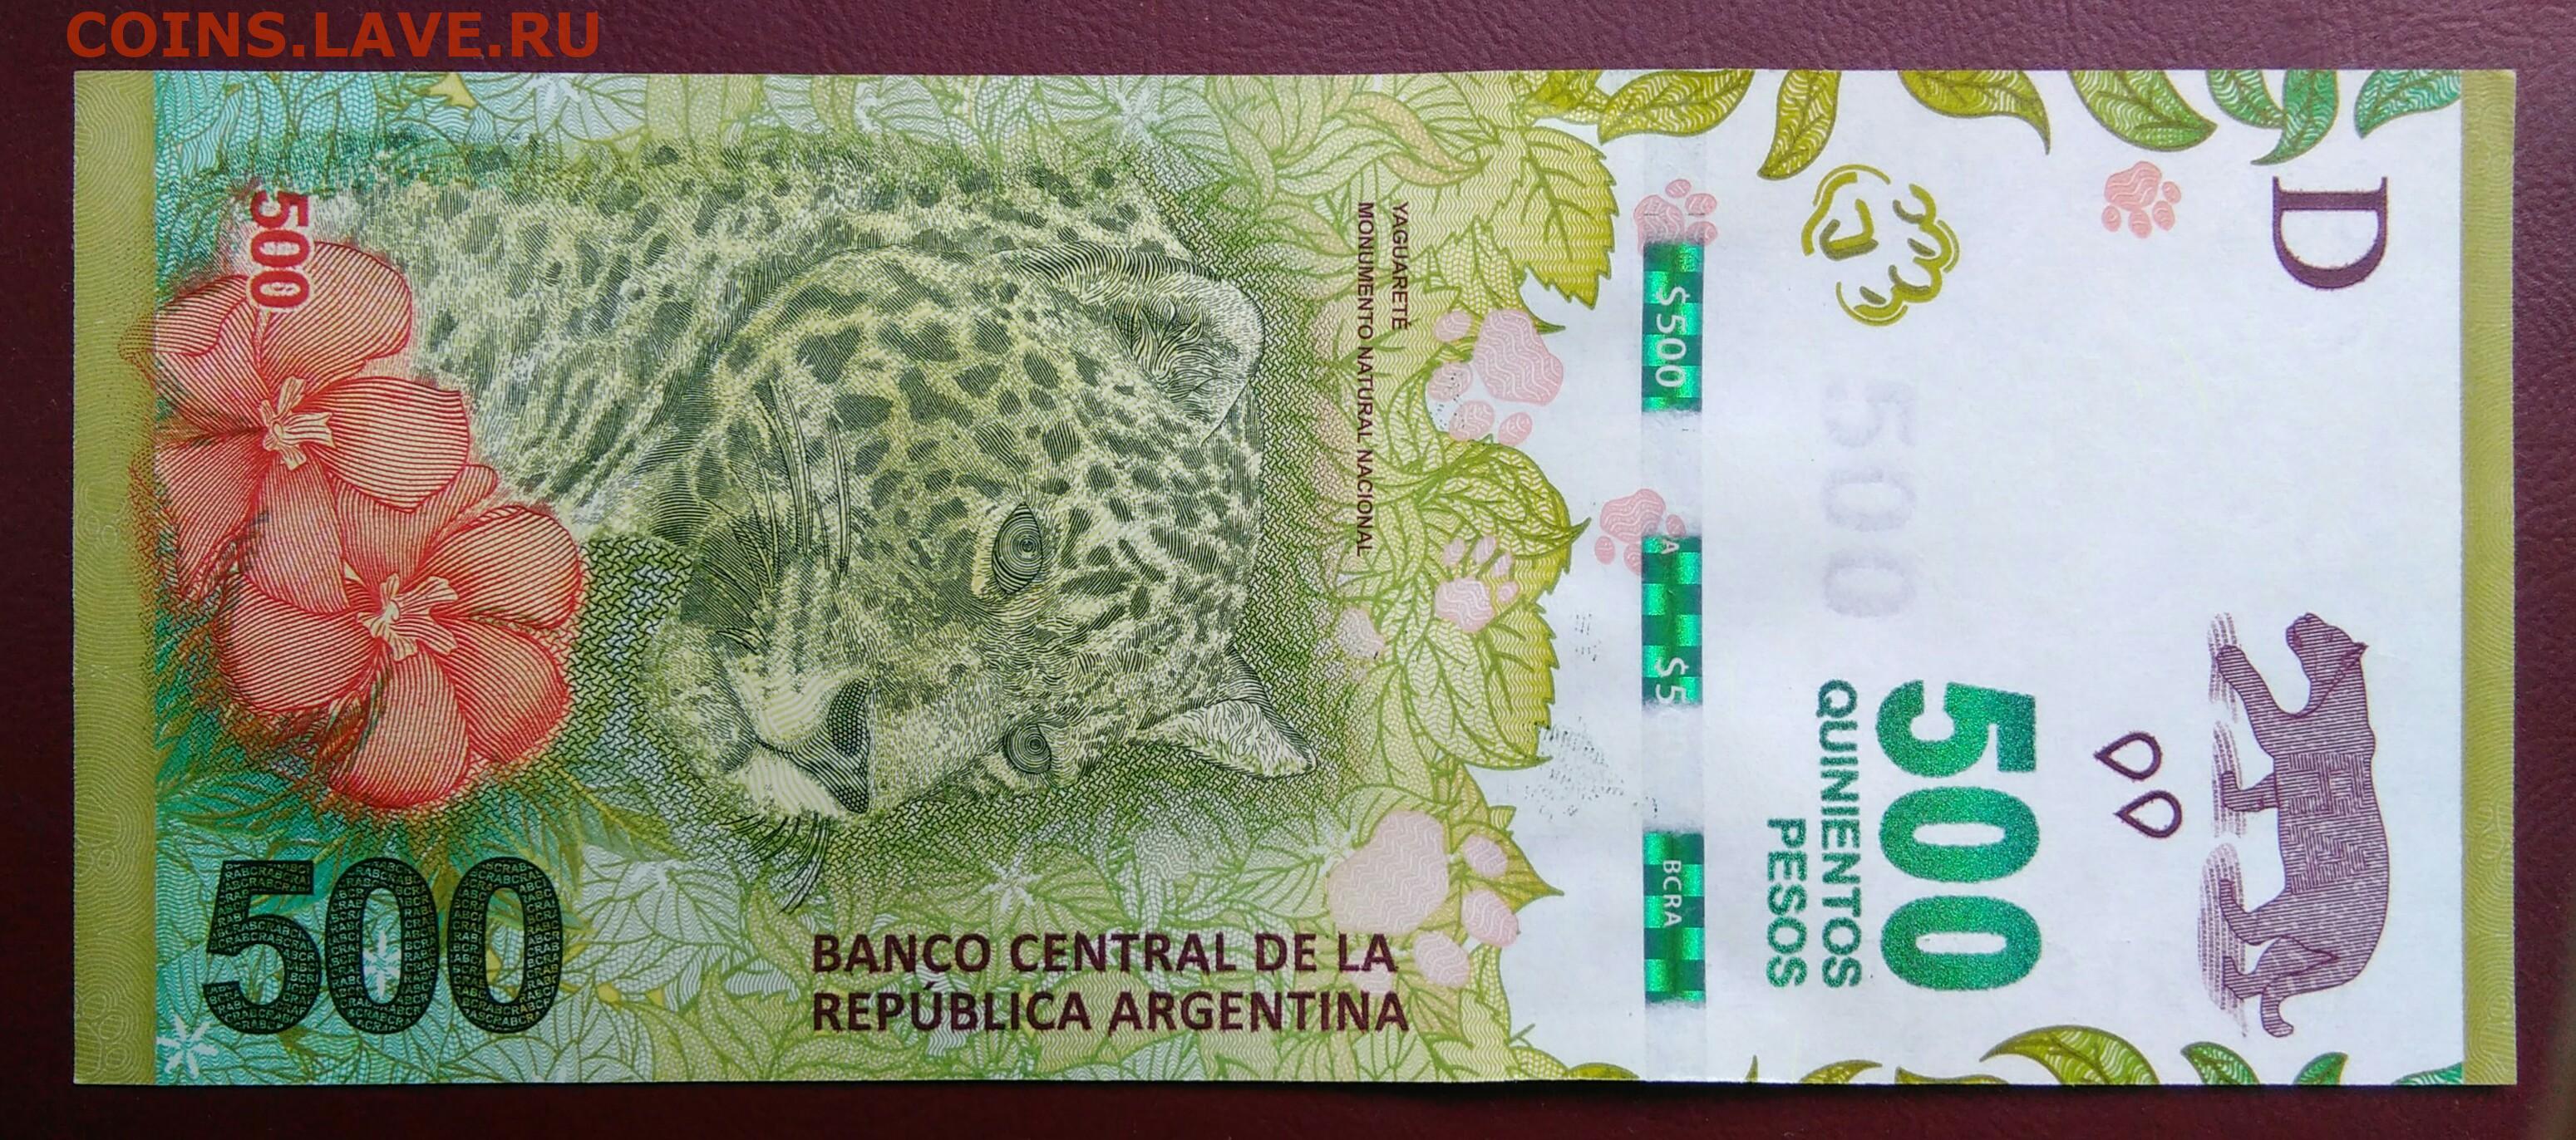 COINS.LAVE.RU
500
YAGUARETÉ
MONUMENTO NATURAL NACIONAL
$500
A
$5
BCRA
500
500
QUINIENTOS
PESOS
D
500
BANCO CENTRAL DE LA
REPÚBLICA ARGENTINA